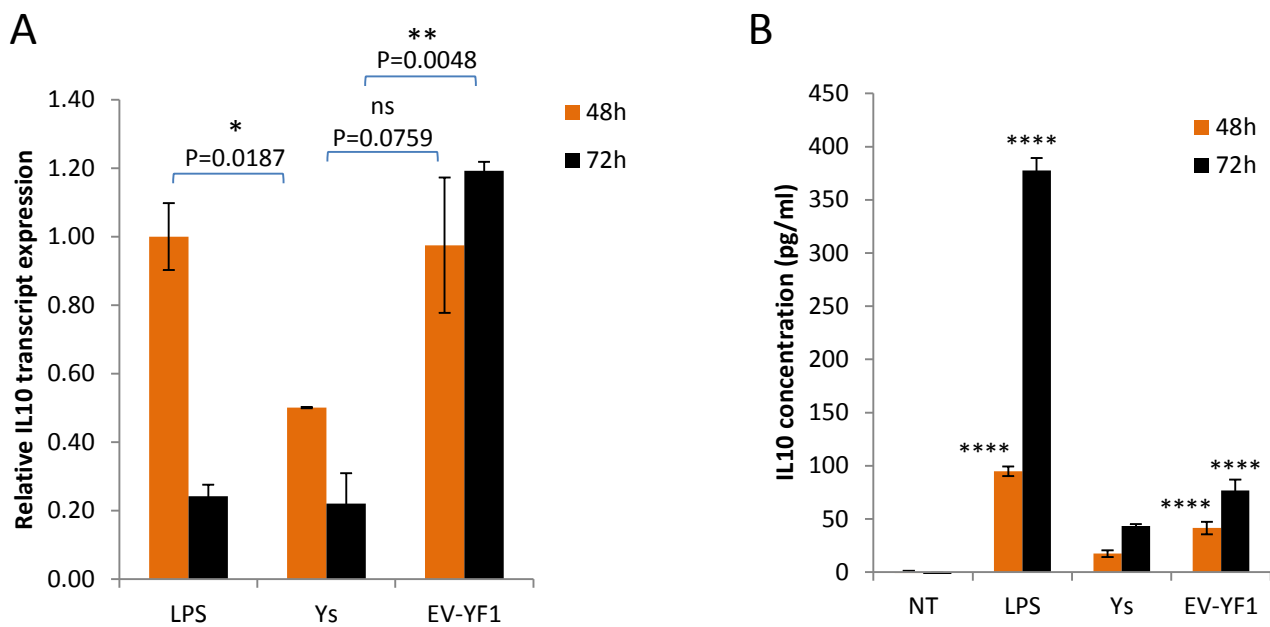 A
**
P=0.0048
ns
P=0.0759
*
P=0.0187
48h
72h
Relative IL10 transcript expression
1.40
1.20
1.00
0.80
0.60
0.40
0.20
0.00
LPS
Ys
EV-YF1
B
48h
72h
IL10 concentration (pg/ml)
450
400
350
300
250
200
150
100
50
0
****
****
****
****
NT
LPS
Ys
EV-YF1